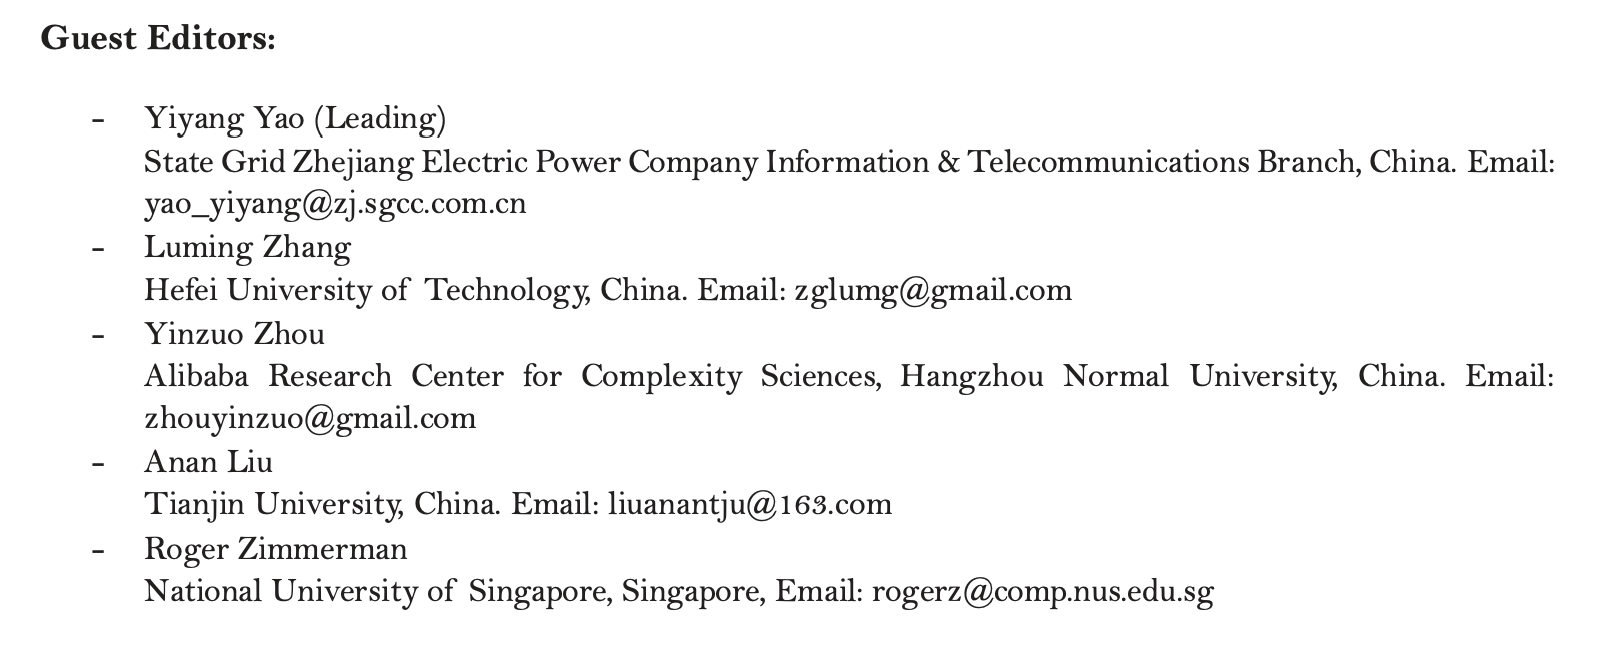 Guest Editors:
- Yiyang Yao (Leading)
State Grid Zhejiang Electric Power Company Information & Telecommunications Branch, China. Email:
yao_yiyang@zj.sgcc.com.cn
- Luming Zhang
Hefei University of Technology, China. Email: zglumg@gmail.com
- Yinzuo Zhou
Alibaba Research Center for Complexity Sciences, Hangzhou Normal University, China. Email:
zhouyinzuo@gmail.com
- Anan Liu
Tianjin University, China. Email: liuanantju@163.com
- Roger Zimmerman
National University of Singapore, Singapore, Email: rogerz@comp.nus.edu.sg